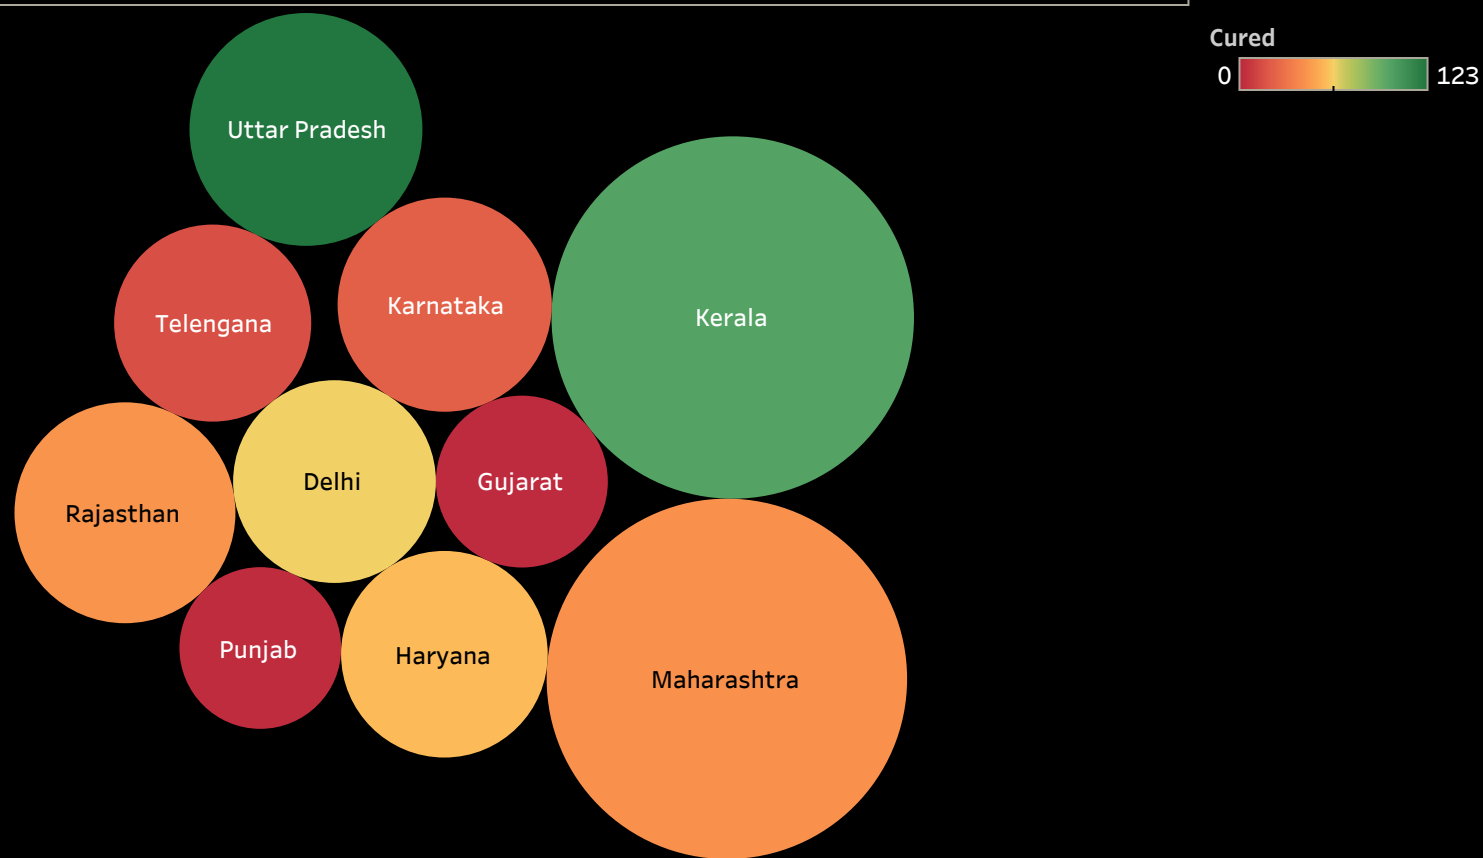 Cured
0 123
Uttar Pradesh
Karnataka
Kerala
Telengana
Delhi
Gujarat
Rajasthan
Punjab
Haryana
Maharashtra